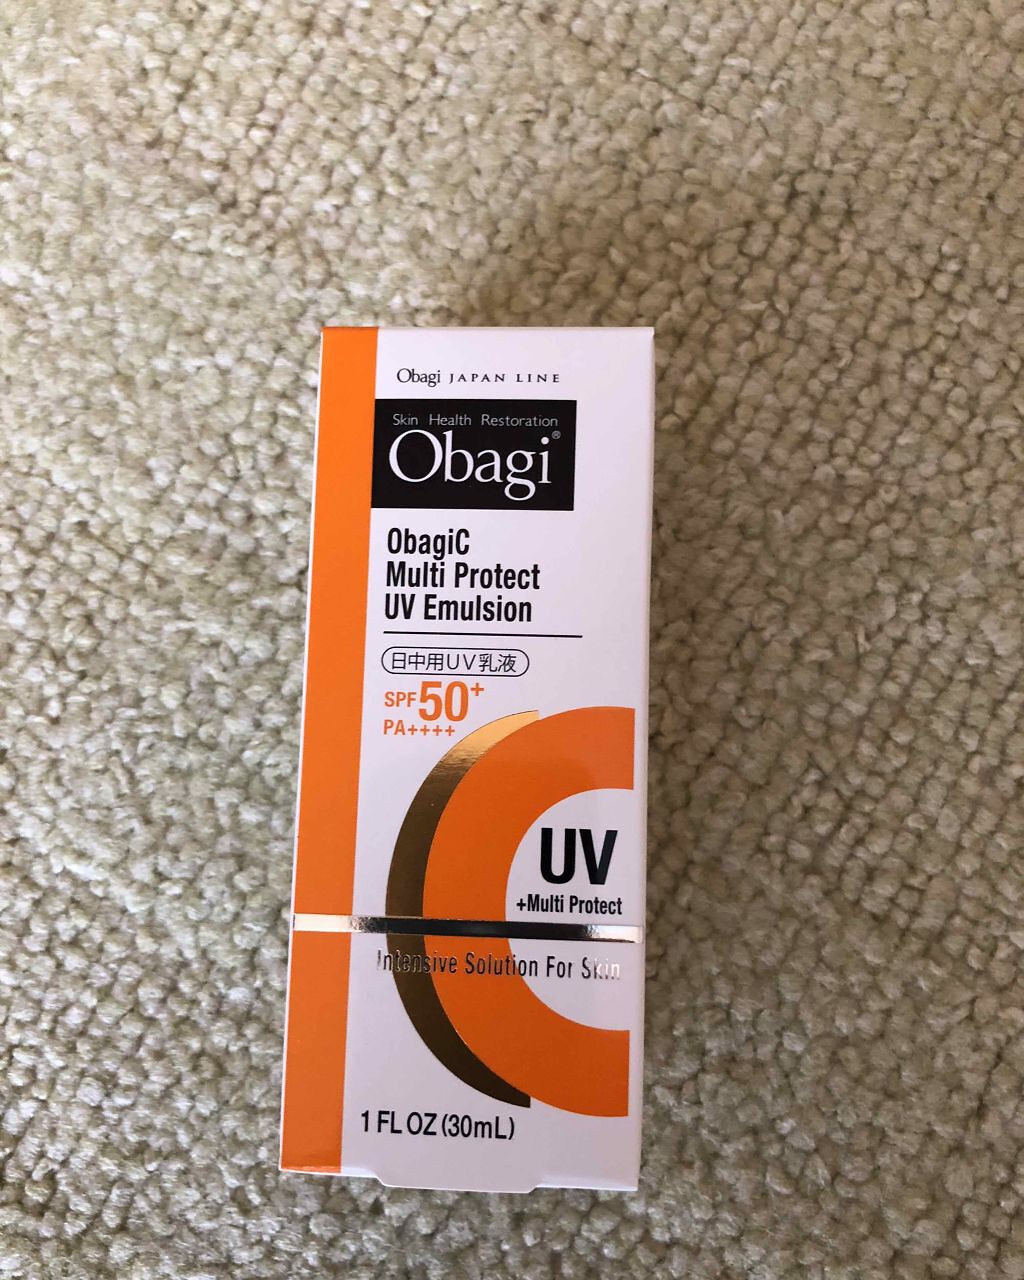 Obagi JAPAN LINE
Skin Health Restoration
Obagi®
ObagiC
Multi Protect
UV Emulsion
日中用UV乳液
SPF50+
PA++++
UV
+Multi Protect
Intensive Solution For Skin
1 FL OZ (30mL)